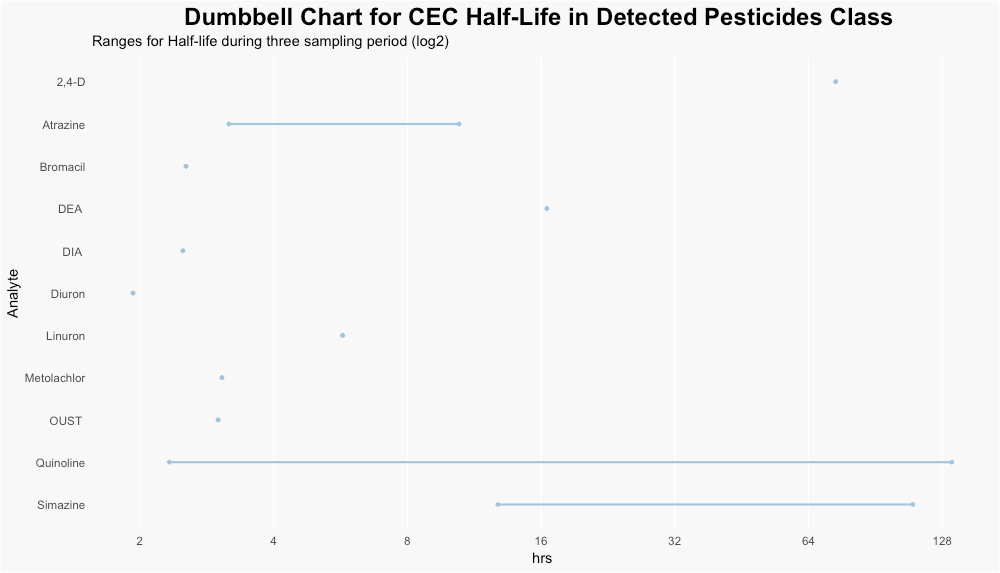 Dumbbell Chart for CEC Half-Life in Detected Pesticides Class
Ranges for Half-life during three sampling period (log2)
Analyte
2,4-D
Atrazine
Bromacil
DEA
DIA
Diuron
Linuron
Metolachlor
OUST
Quinoline
Simazine
2 4 8 16 32 64 128
hrs